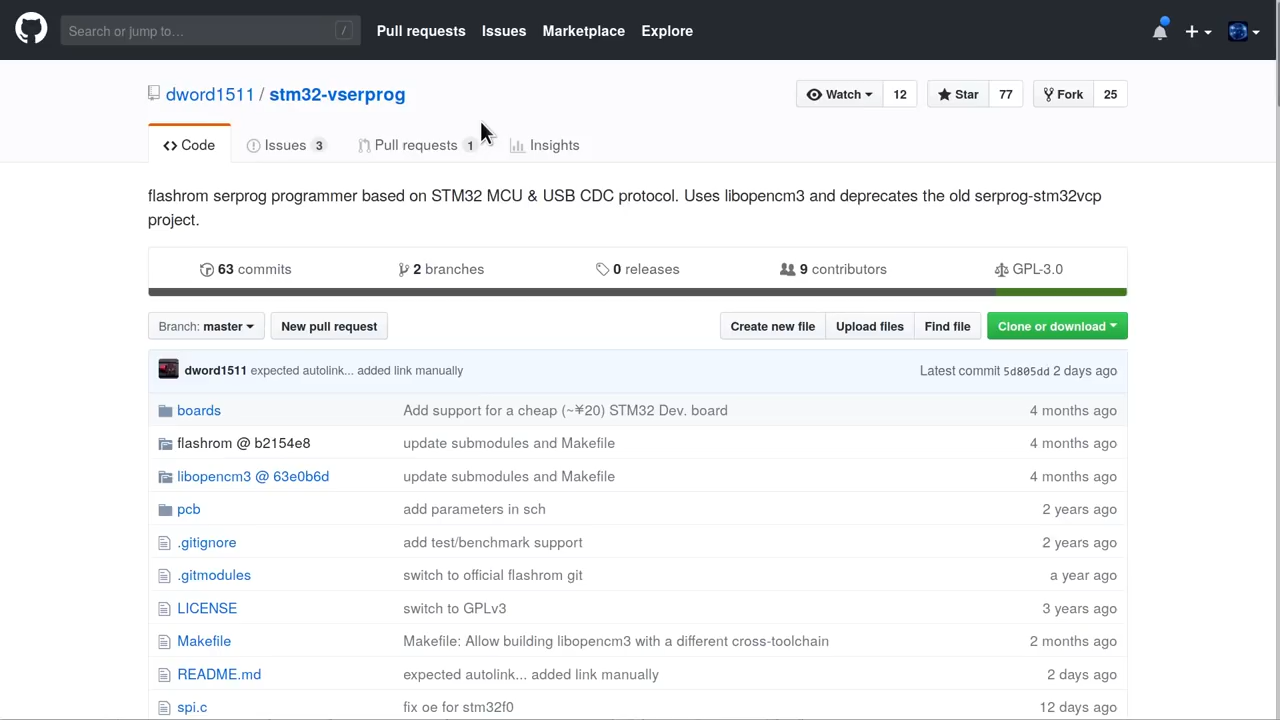 Search or jump to… /
Pull requests Issues Marketplace Explore
dword1511 / stm32-vserprog
Watch 12 Star 77 Fork 25
Code Issues 3 Pull requests 1 Insights
flashrom serprog programmer based on STM32 MCU & USB CDC protocol. Uses libopencm3 and deprecates the old serprog-stm32vcp
project.
63 commits 2 branches 0 releases 9 contributors GPL-3.0
Branch: master New pull request Create new file Upload files Find file Clone or download
dword1511 expected autolink... added link manually Latest commit 5d805dd 2 days ago
boards Add support for a cheap (~¥20) STM32 Dev. board 4 months ago
flashrom @ b2154e8 update submodules and Makefile 4 months ago
libopencm3 @ 63e0b6d update submodules and Makefile 4 months ago
pcb add parameters in sch 2 years ago
.gitignore add test/benchmark support 2 years ago
.gitmodules switch to official flashrom git a year ago
LICENSE switch to GPLv3 3 years ago
Makefile Makefile: Allow building libopencm3 with a different cross-toolchain 2 months ago
README.md expected autolink... added link manually 2 days ago
spi.c fix oe for stm32f0 12 days ago